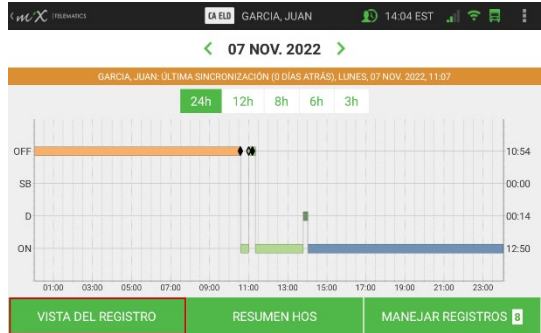 MiX TELEMATICS CA ELD GARCIA, JUAN 14:04 EST
< 07 NOV. 2022 >
GARCIA, JUAN: ÚLTIMA SINCRONIZACIÓN (0 DÍAS ATRÁS), LUNES, 07 NOV. 2022, 11:07
24h 12h 8h 6h 3h
OFF 10:54
SB 00:00
D 00:14
ON 12:50
01:00 03:00 05:00 07:00 09:00 11:00 13:00 15:00 17:00 19:00 21:00 23:00
VISTA DEL REGISTRO RESUMEN HOS MANEJAR REGISTROS 8